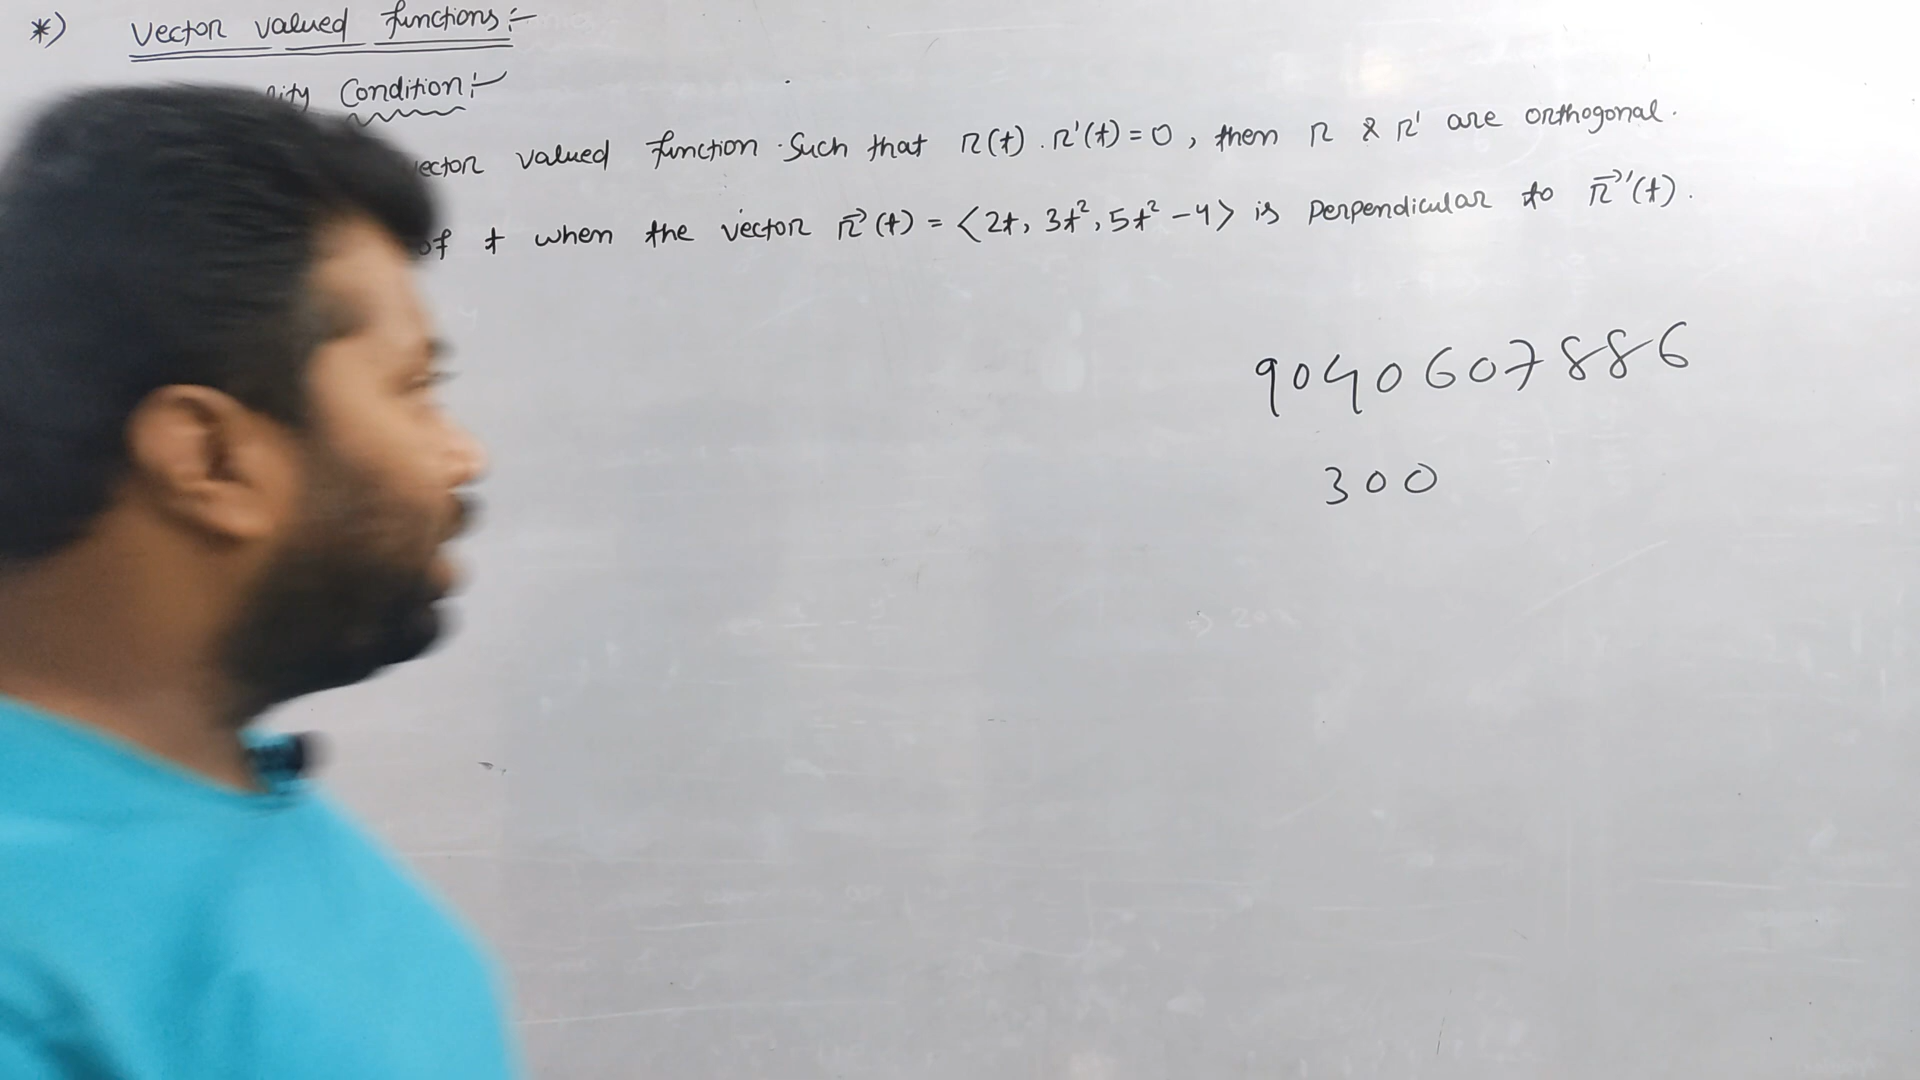 *) Vector valued functions:-
Condition:-
valued function such that r(t).r'(t)=0, then r & r' are orthogonal.
of t when the vector r⃗(t) = <2t, 3t², 5t²-4> is perpendicular to r⃗'(t).
9040607886
300